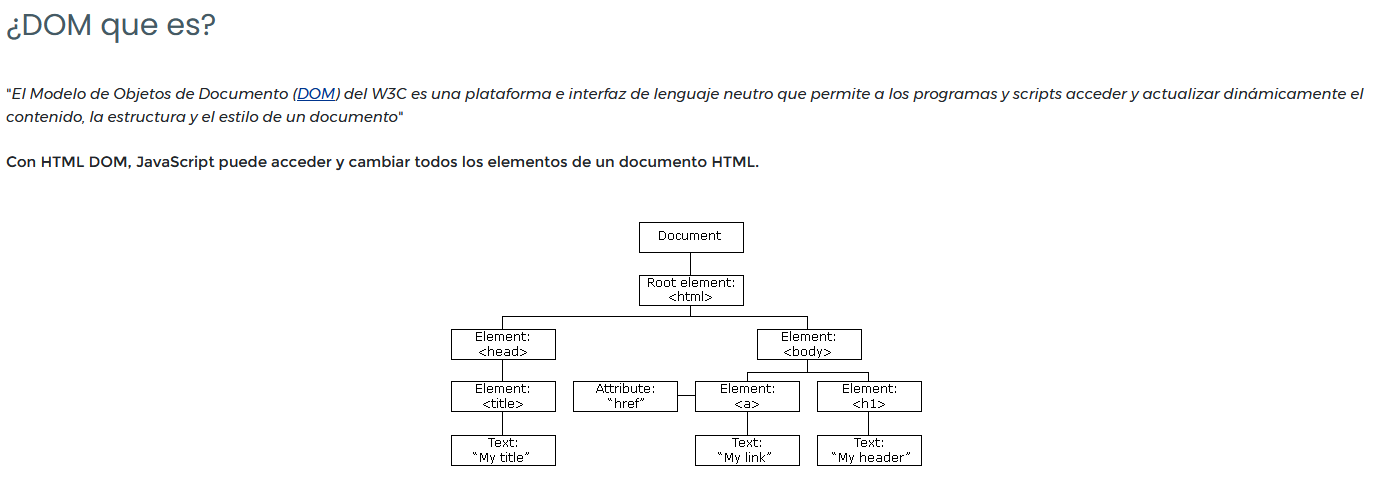 ¿DOM que es?
"El Modelo de Objetos de Documento (DOM) del W3C es una plataforma e interfaz de lenguaje neutro que permite a los programas y scripts acceder y actualizar dinámicamente el
contenido, la estructura y el estilo de un documento"
Con HTML DOM, JavaScript puede acceder y cambiar todos los elementos de un documento HTML.
Document
Root element:
<html>
Element:
<head>
Element:
<body>
Element:
<title>
Attribute:
“href”
Element:
<a>
Element:
<h1>
Text:
“My title”
Text:
“My link”
Text:
“My header”